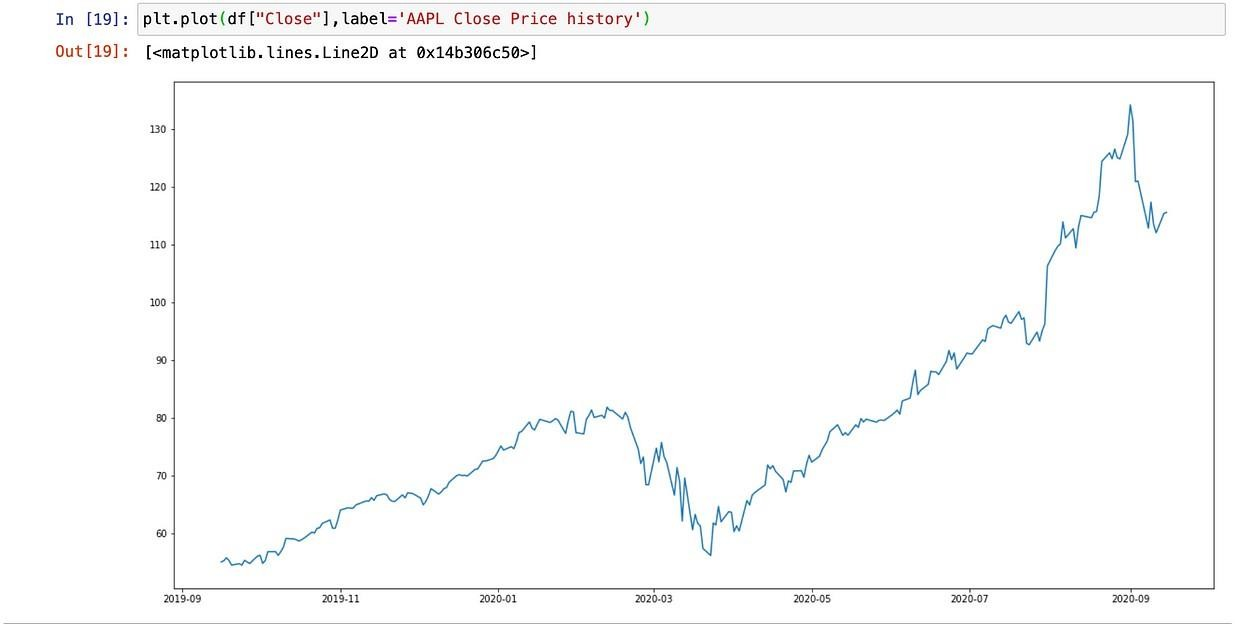 In [19]: plt.plot(df["Close"],label='AAPL Close Price history')
Out[19]: [<matplotlib.lines.Line2D at 0x14b306c50>]
130
120
110
100
90
80
70
60
2019-09 2019-11 2020-01 2020-03 2020-05 2020-07 2020-09